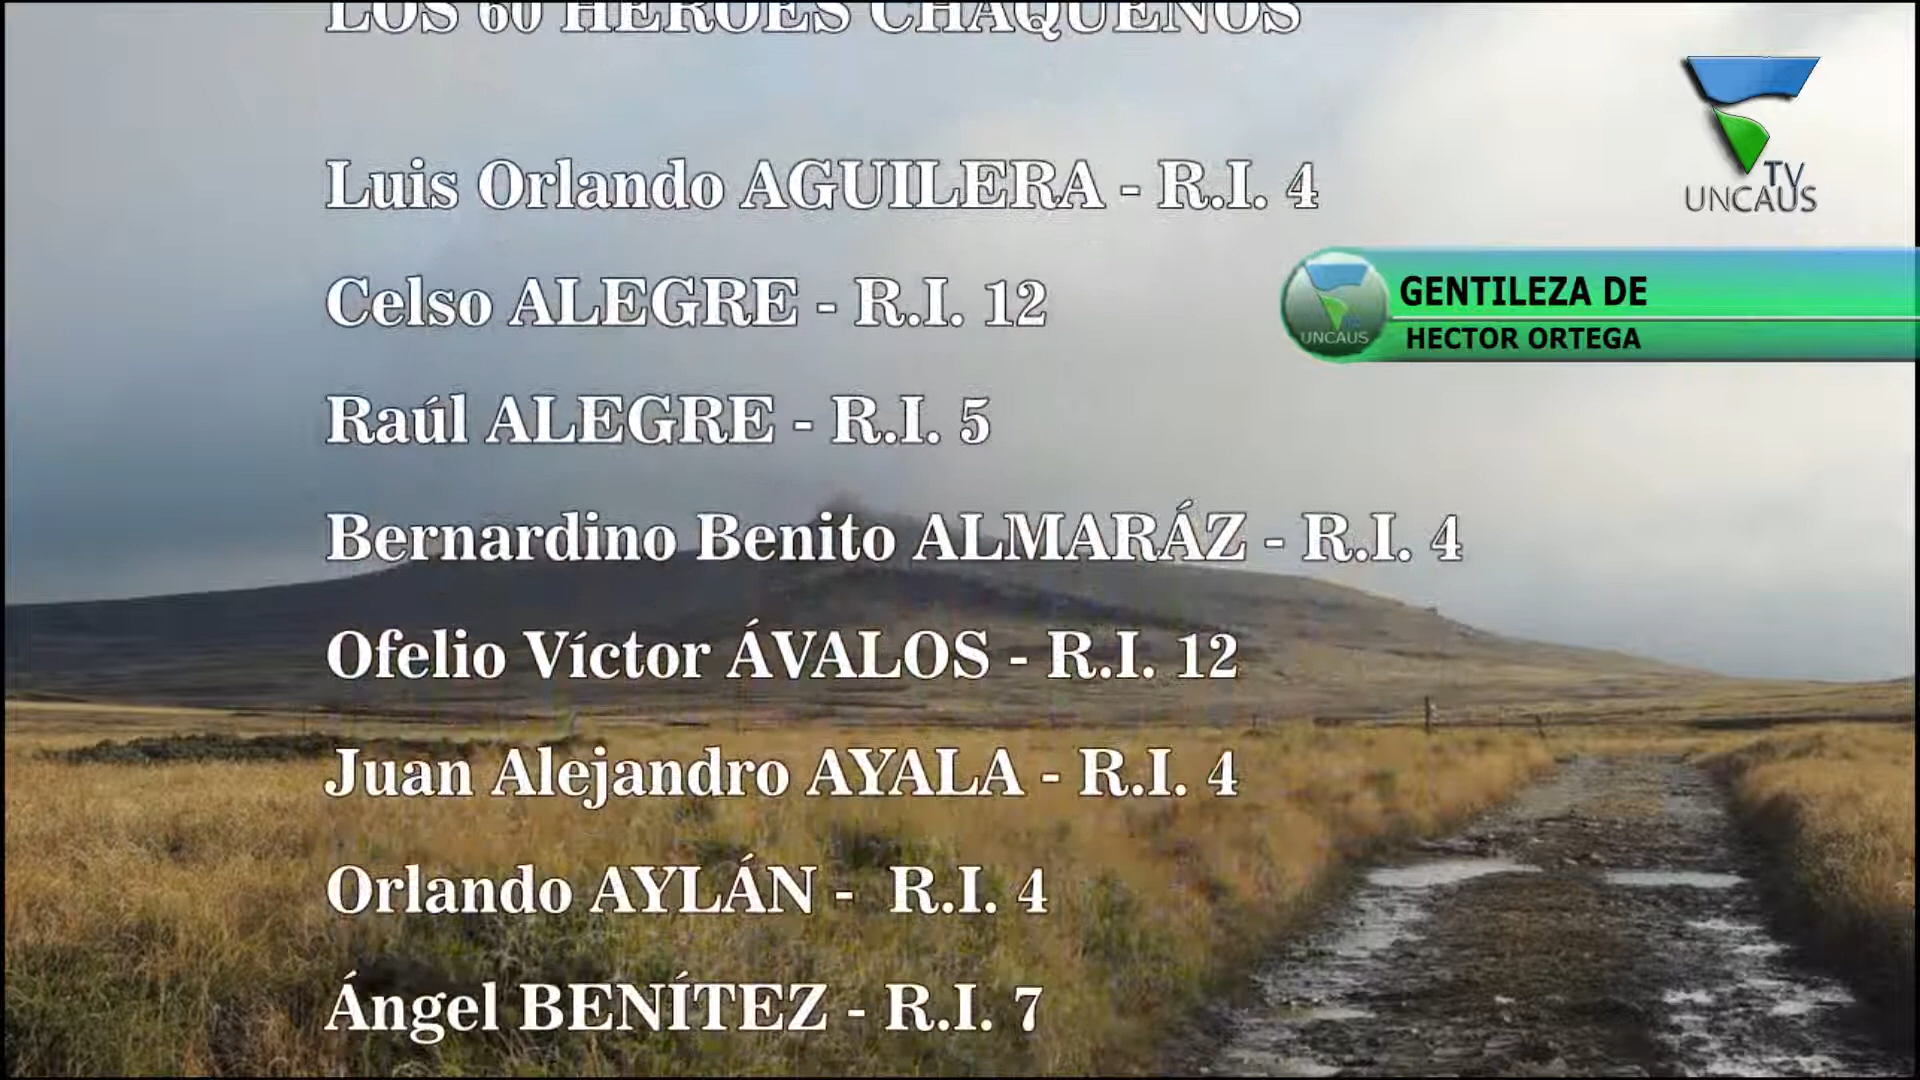 LOS 60 HÉROES CHAQUEÑOS
Luis Orlando AGUILERA - R.I. 4
Celso ALEGRE - R.I. 12
Raúl ALEGRE - R.I. 5
Bernardino Benito ALMARÁZ - R.I. 4
Ofelio Víctor ÁVALOS - R.I. 12
Juan Alejandro AYALA - R.I. 4
Orlando AYLÁN - R.I. 4
Ángel BENÍTEZ - R.I. 7
TV
UNCAUS
GENTILEZA DE
HECTOR ORTEGA
UNCAUS